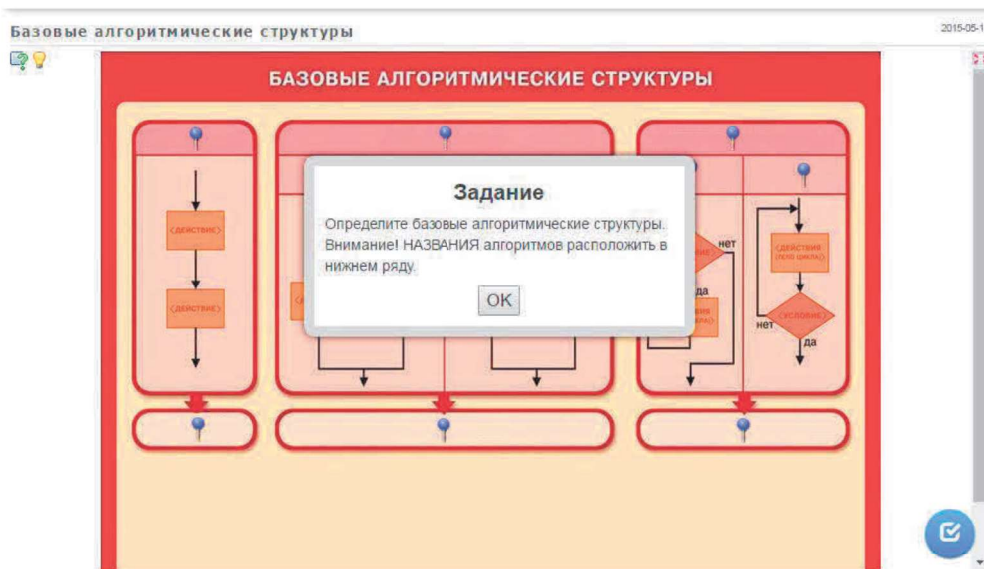 Базовые алгоритмические структуры
2015-05-1
БАЗОВЫЕ АЛГОРИТМИЧЕСКИЕ СТРУКТУРЫ
Задание
Определите базовые алгоритмические структуры.
Внимание! НАЗВАНИЯ алгоритмов расположить в
нижнем ряду.
OK
<ДЕЙСТВИЕ>
<ДЕЙСТВИЕ>
нет
да
<ДЕЙСТВИЯ
(тело цикла)>
<УСЛОВИЕ>
нет
да